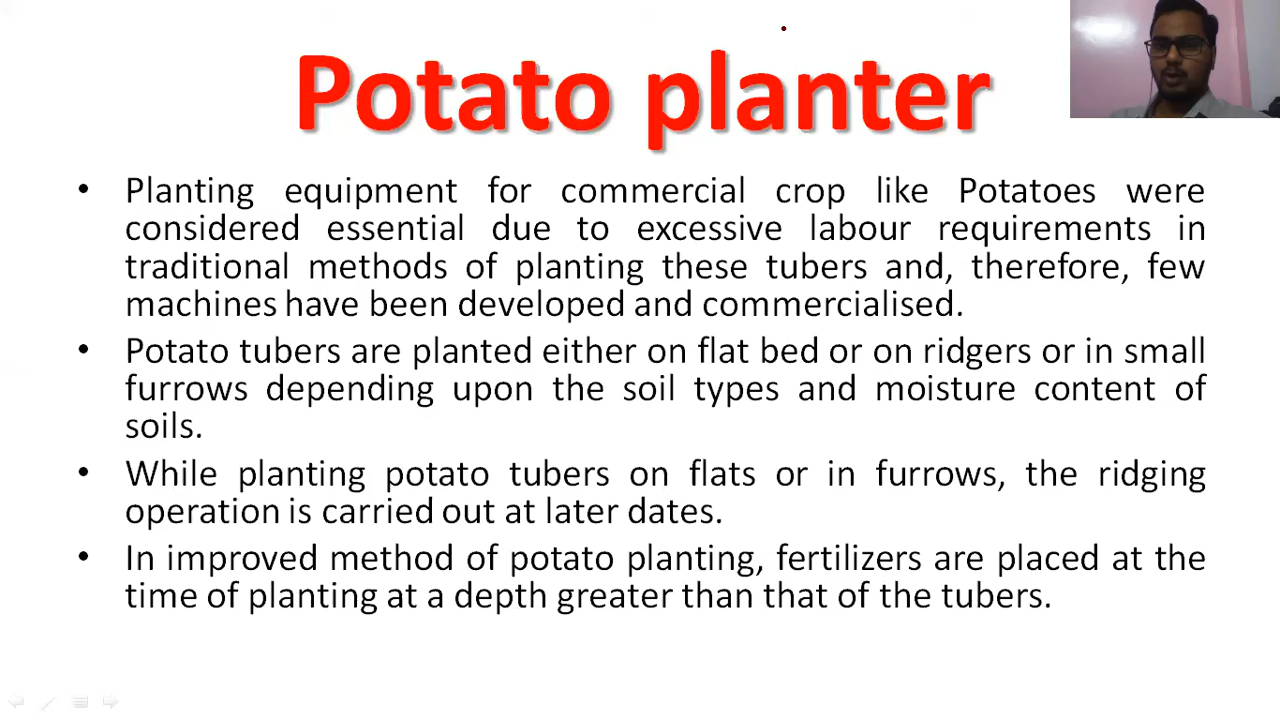 Potato planter
• Planting equipment for commercial crop like Potatoes were
considered essential due to excessive labour requirements in
traditional methods of planting these tubers and, therefore, few
machines have been developed and commercialised.
• Potato tubers are planted either on flat bed or on ridgers or in small
furrows depending upon the soil types and moisture content of
soils.
• While planting potato tubers on flats or in furrows, the ridging
operation is carried out at later dates.
• In improved method of potato planting, fertilizers are placed at the
time of planting at a depth greater than that of the tubers.